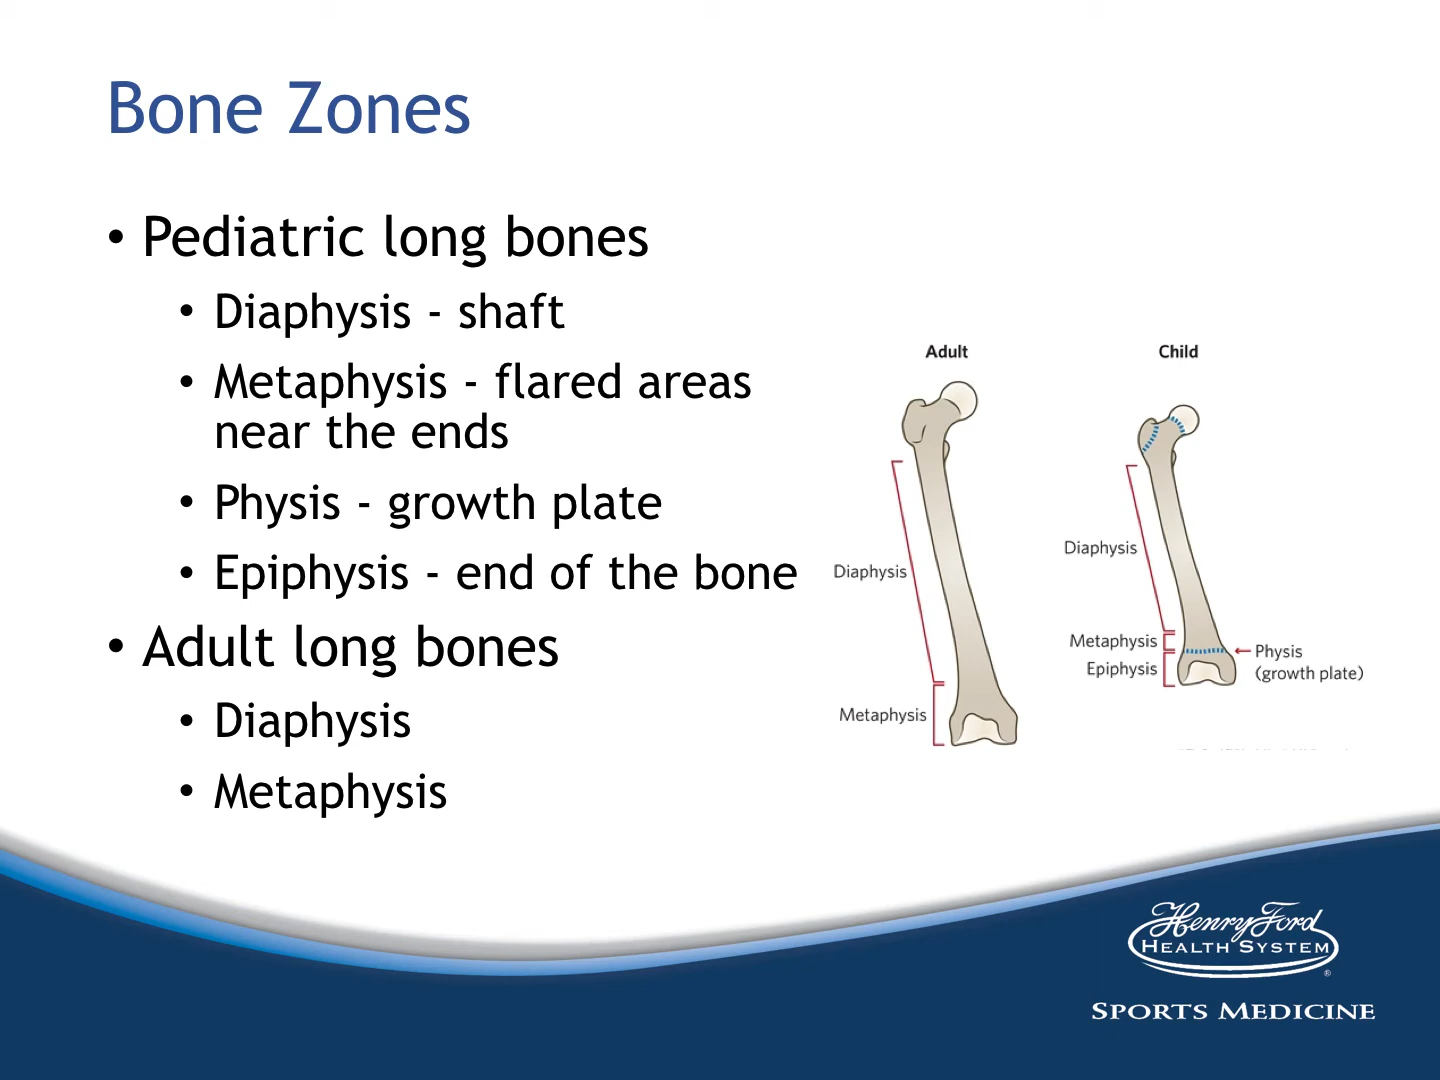 Bone Zones
• Pediatric long bones
• Diaphysis - shaft
• Metaphysis - flared areas
near the ends
• Physis - growth plate
• Epiphysis - end of the bone
• Adult long bones
• Diaphysis
• Metaphysis
Adult
Diaphysis
Metaphysis
Child
Diaphysis
Metaphysis
Epiphysis
Physis
(growth plate)
Henry Ford
HEALTH SYSTEM
®
SPORTS MEDICINE